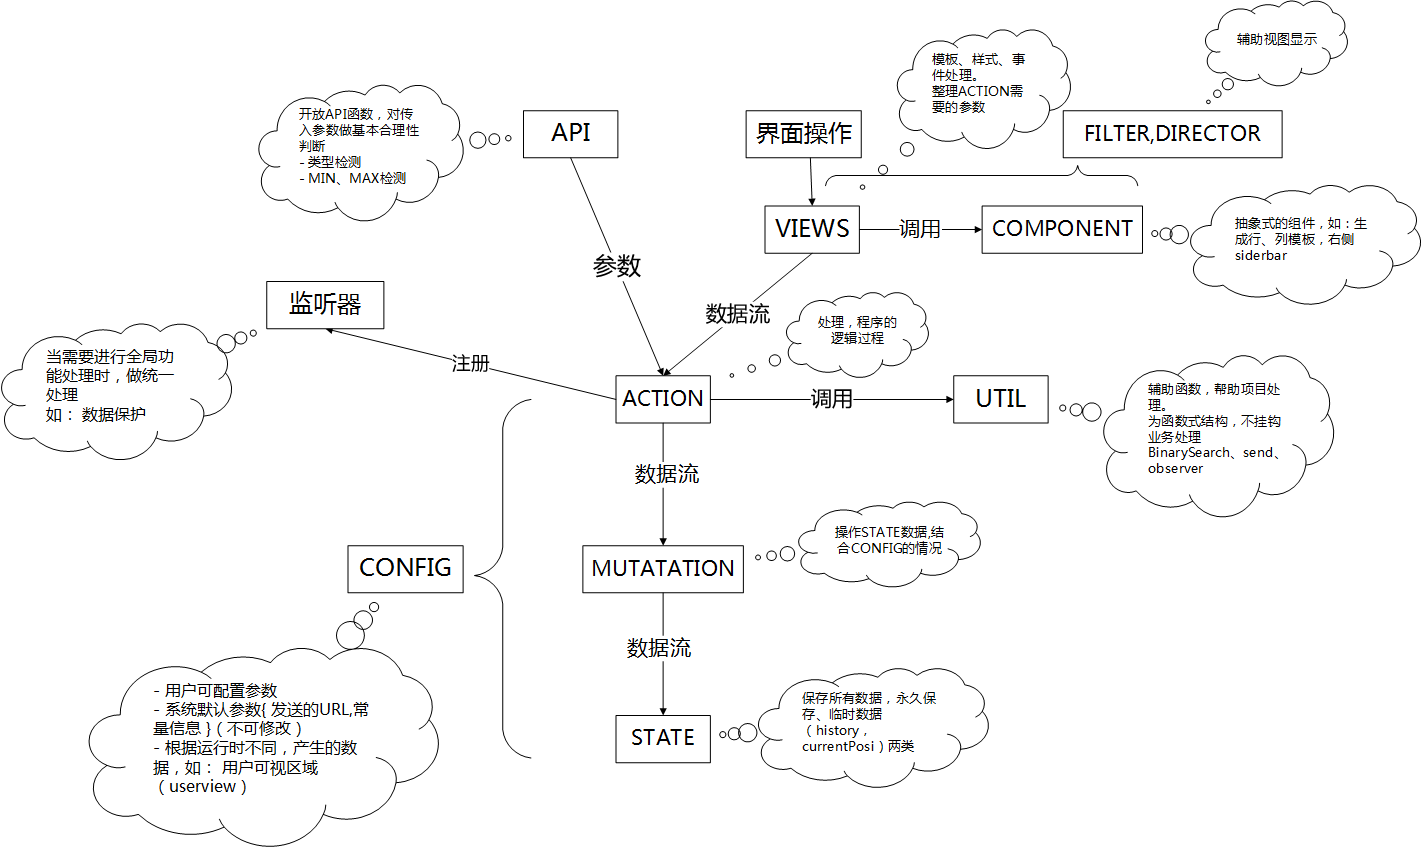 辅助视图显示
模板、样式、事
件处理。
整理ACTION需
要的参数
开放API函数，对传
入参数做基本合理性
判断
- 类型检测
- MIN、MAX检测
API
界面操作
FILTER,DIRECTOR
VIEWS
调用
COMPONENT
抽象式的组件，如：生
成行、列模板，右侧
siderbar
参数
监听器
数据流
处理，程序的
逻辑过程
当需要进行全局功
能处理时，做统一
处理
如： 数据保护
注册
ACTION
调用
UTIL
辅助函数，帮助项目处
理。
为函数式结构，不挂钩
业务处理
BinarySearch、send、
observer
数据流
操作STATE数据,结
合CONFIG的情况
CONFIG
MUTATATION
数据流
- 用户可配置参数
- 系统默认参数{ 发送的URL,常
量信息 }（不可修改）
- 根据运行时不同，产生的数
据，如： 用户可视区域
（userview）
STATE
保存所有数据，永久保
存、临时数据
（history，
currentPosi）两类